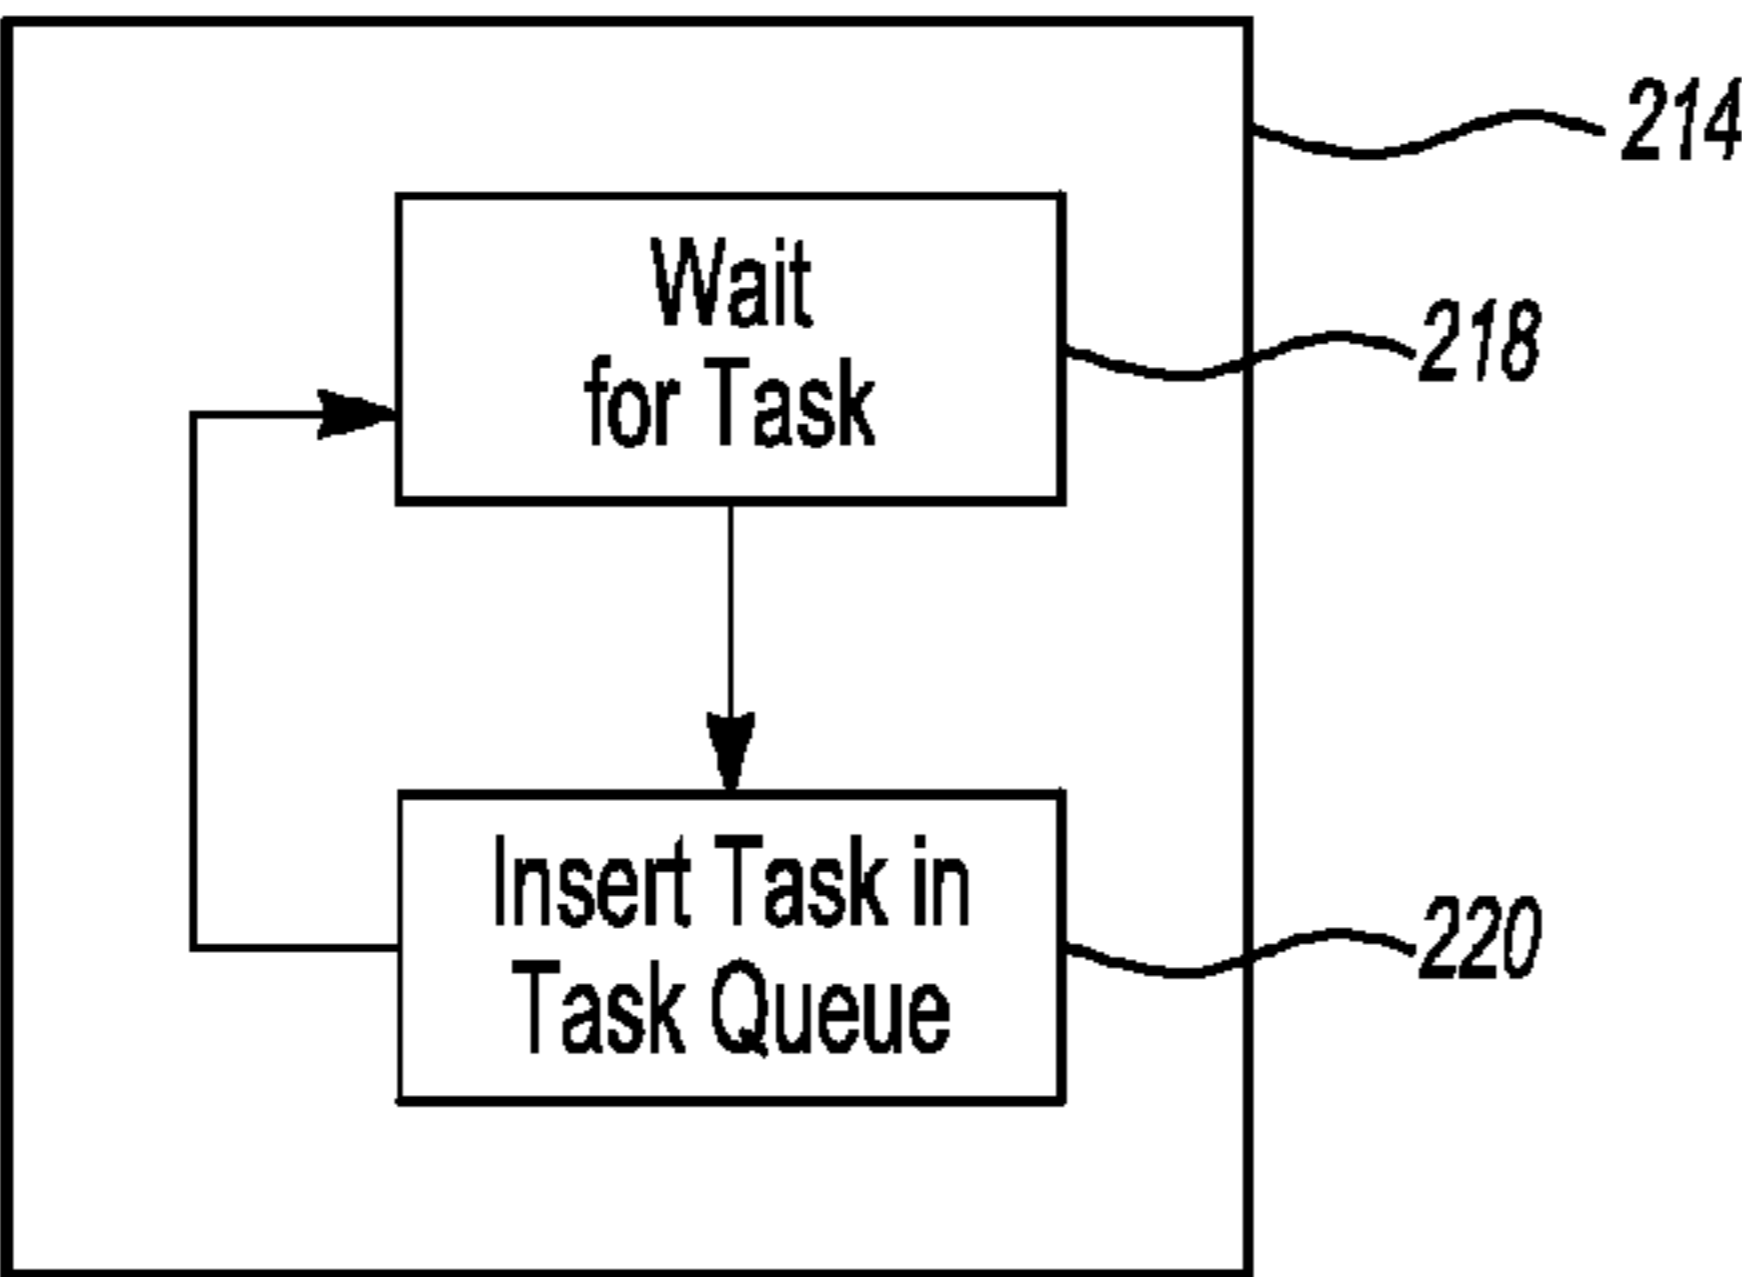 214
Wait
for Task
218
Insert Task in
Task Queue
220